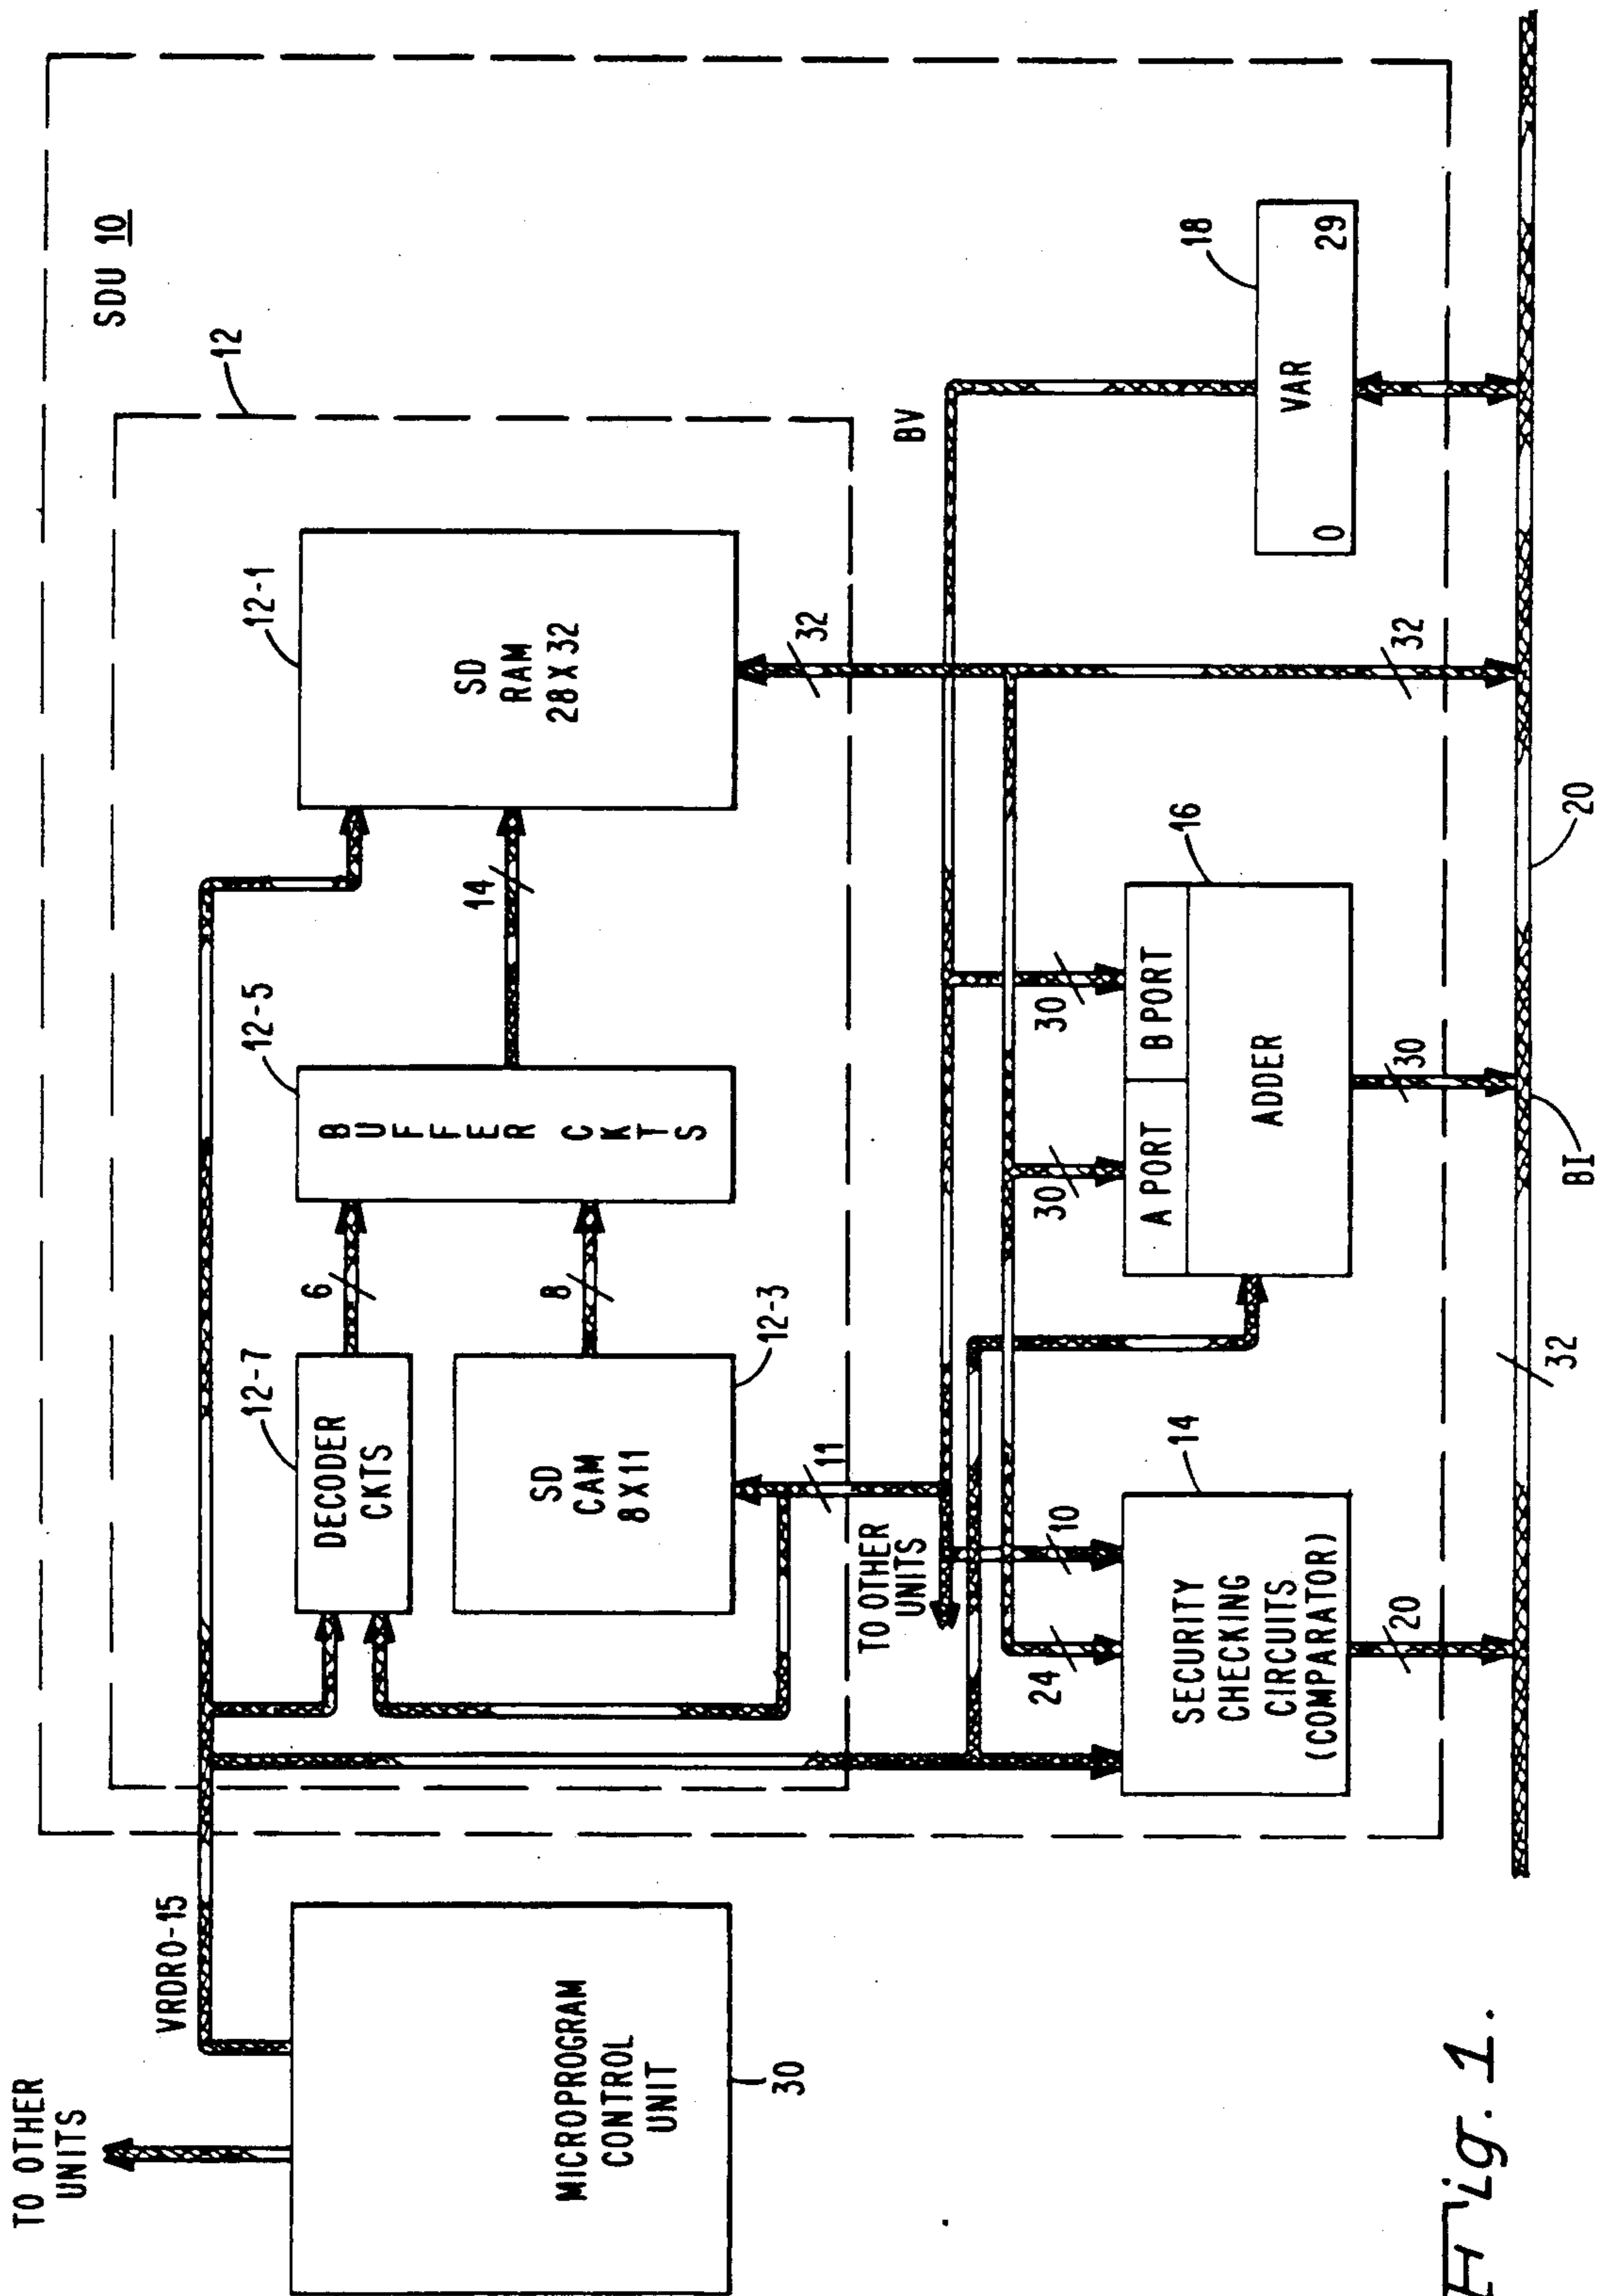 TO OTHER
UNITS
VRDR0-15
MICROPROGRAM
CONTROL
UNIT
30
SDU 10
12
12-7
DECODER
CKTS
6
SD
CAM
8X11
12-3
8
11
12-5
BUFFER CKTS
14
12-1
SD
RAM
28X32
32
BV
TO OTHER
UNITS
24
10
14
SECURITY
CHECKING
CIRCUITS
(COMPARATOR)
20
30
30
16
A PORT
B PORT
ADDER
30
32
18
VAR
0
29
32
BI
20
Fig. 1.